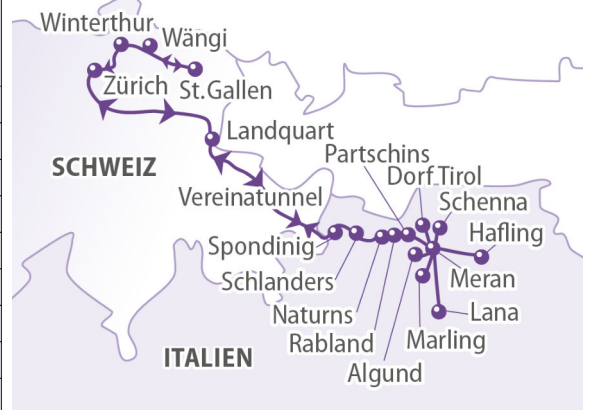 Winterthur
Wängi
Zürich
St.Gallen
Landquart
SCHWEIZ
Partschins
Dorf Tirol
Vereinatunnel
Schenna
Hafling
Spondinig
Meran
Schlanders
Naturns
Lana
Rabland
Marling
ITALIEN
Algund